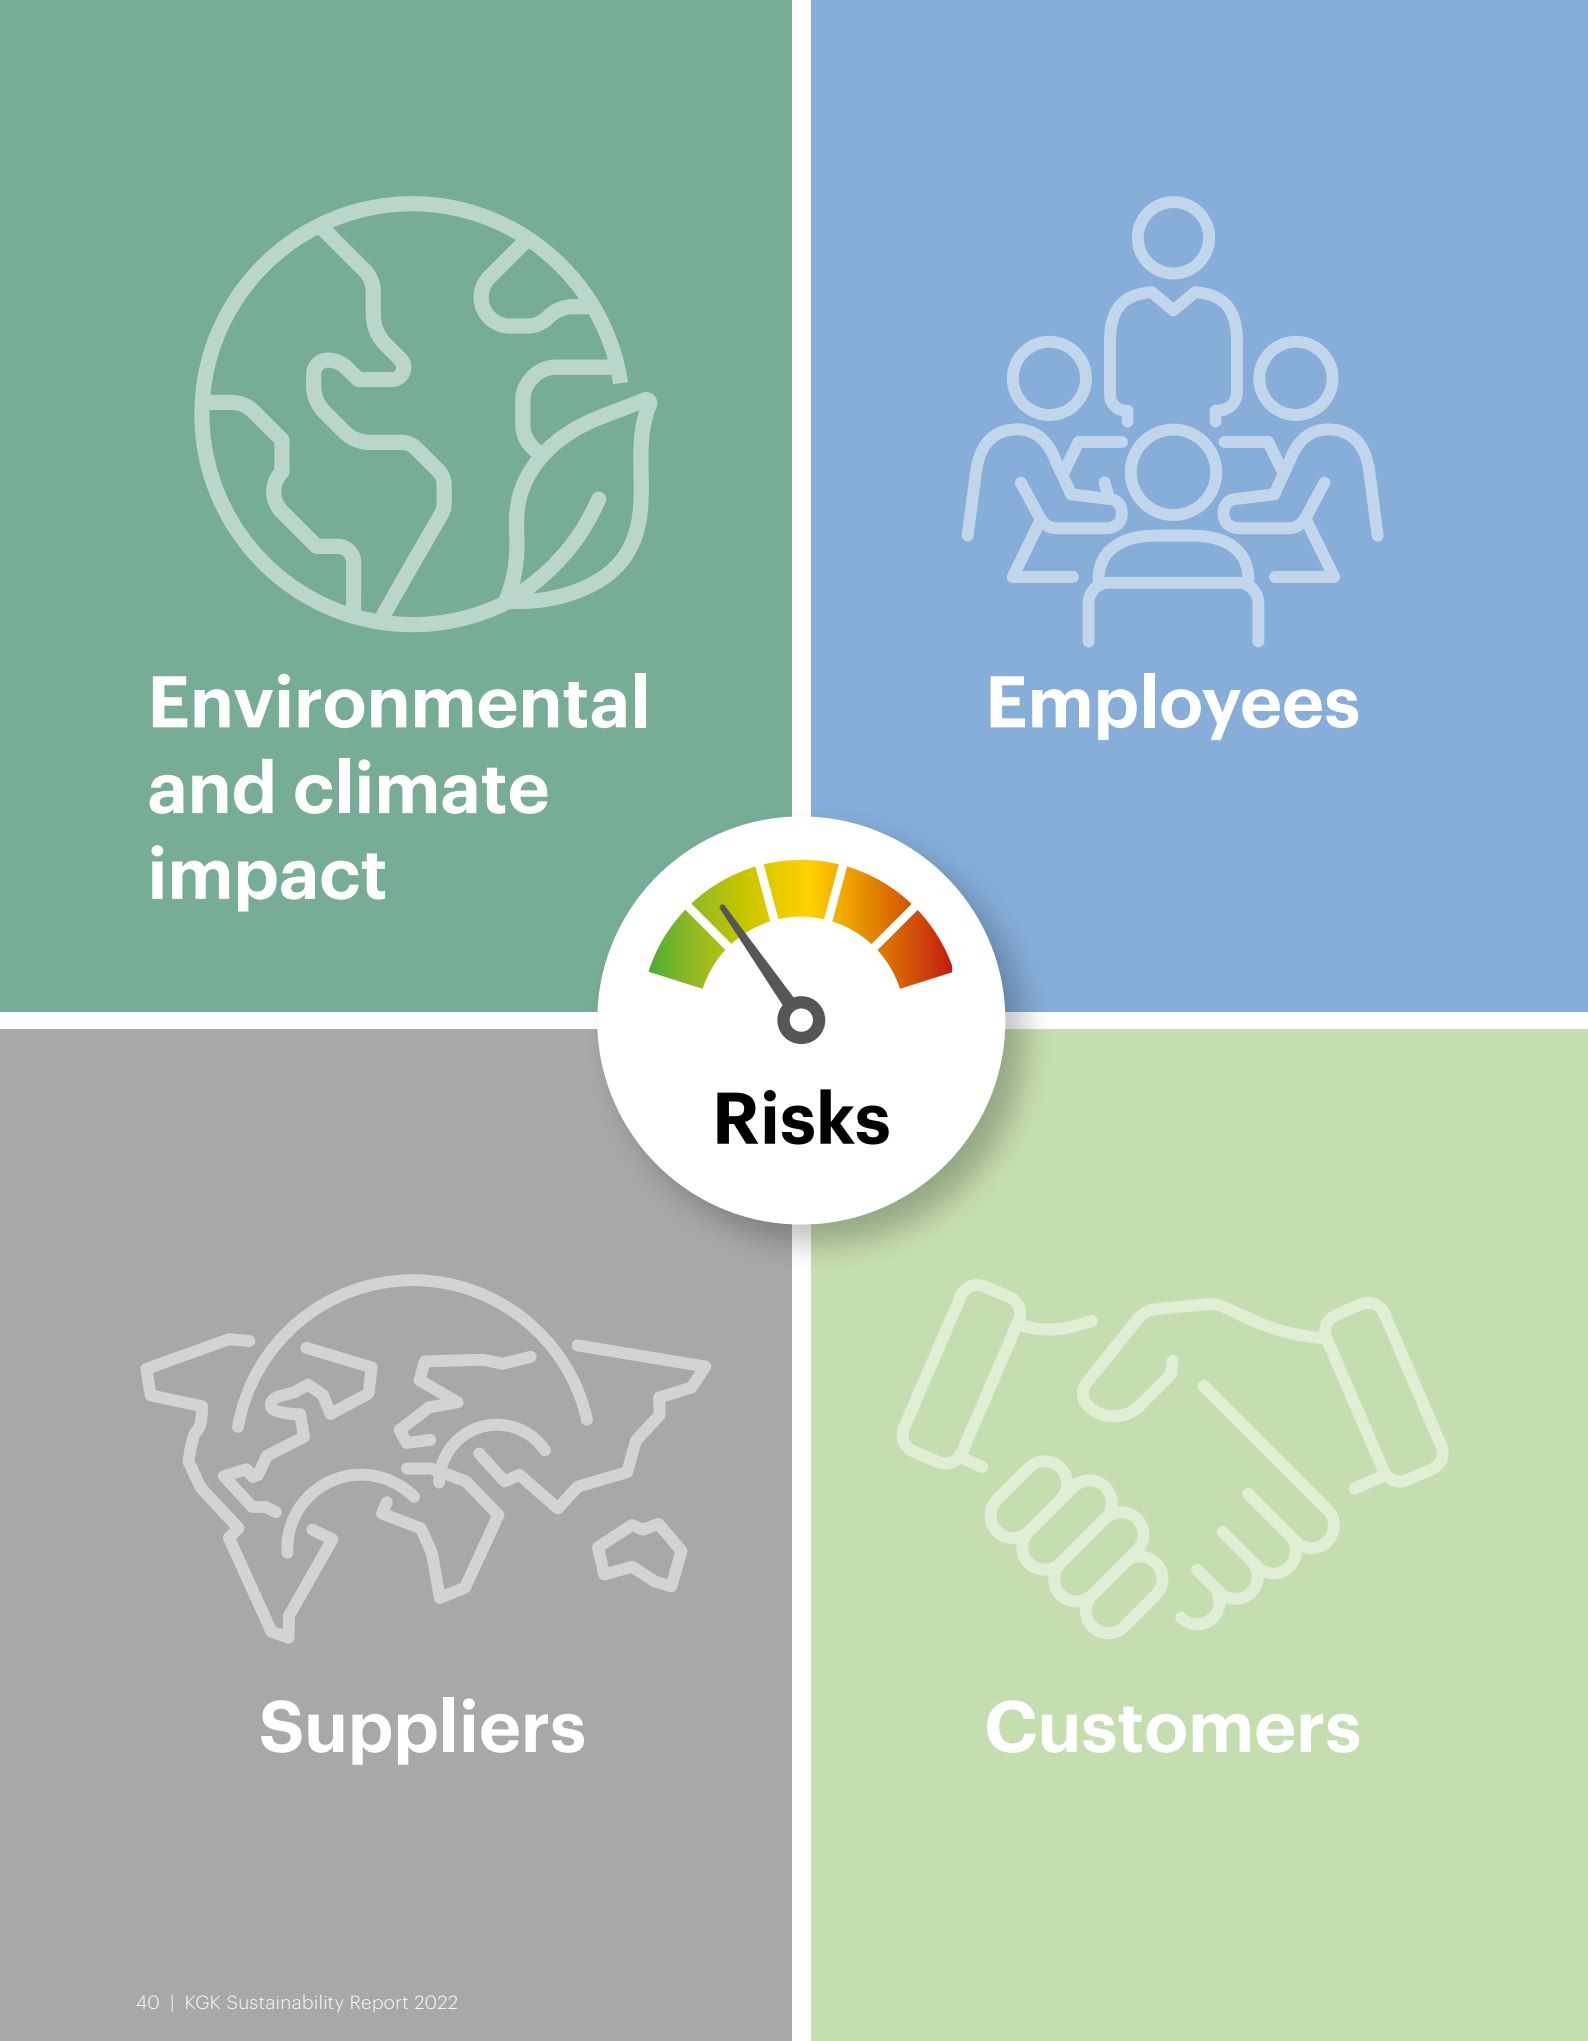 Environmental
and climate
impact
Employees
Risks
Suppliers
Customers
40 | KGK Sustainability Report 2022